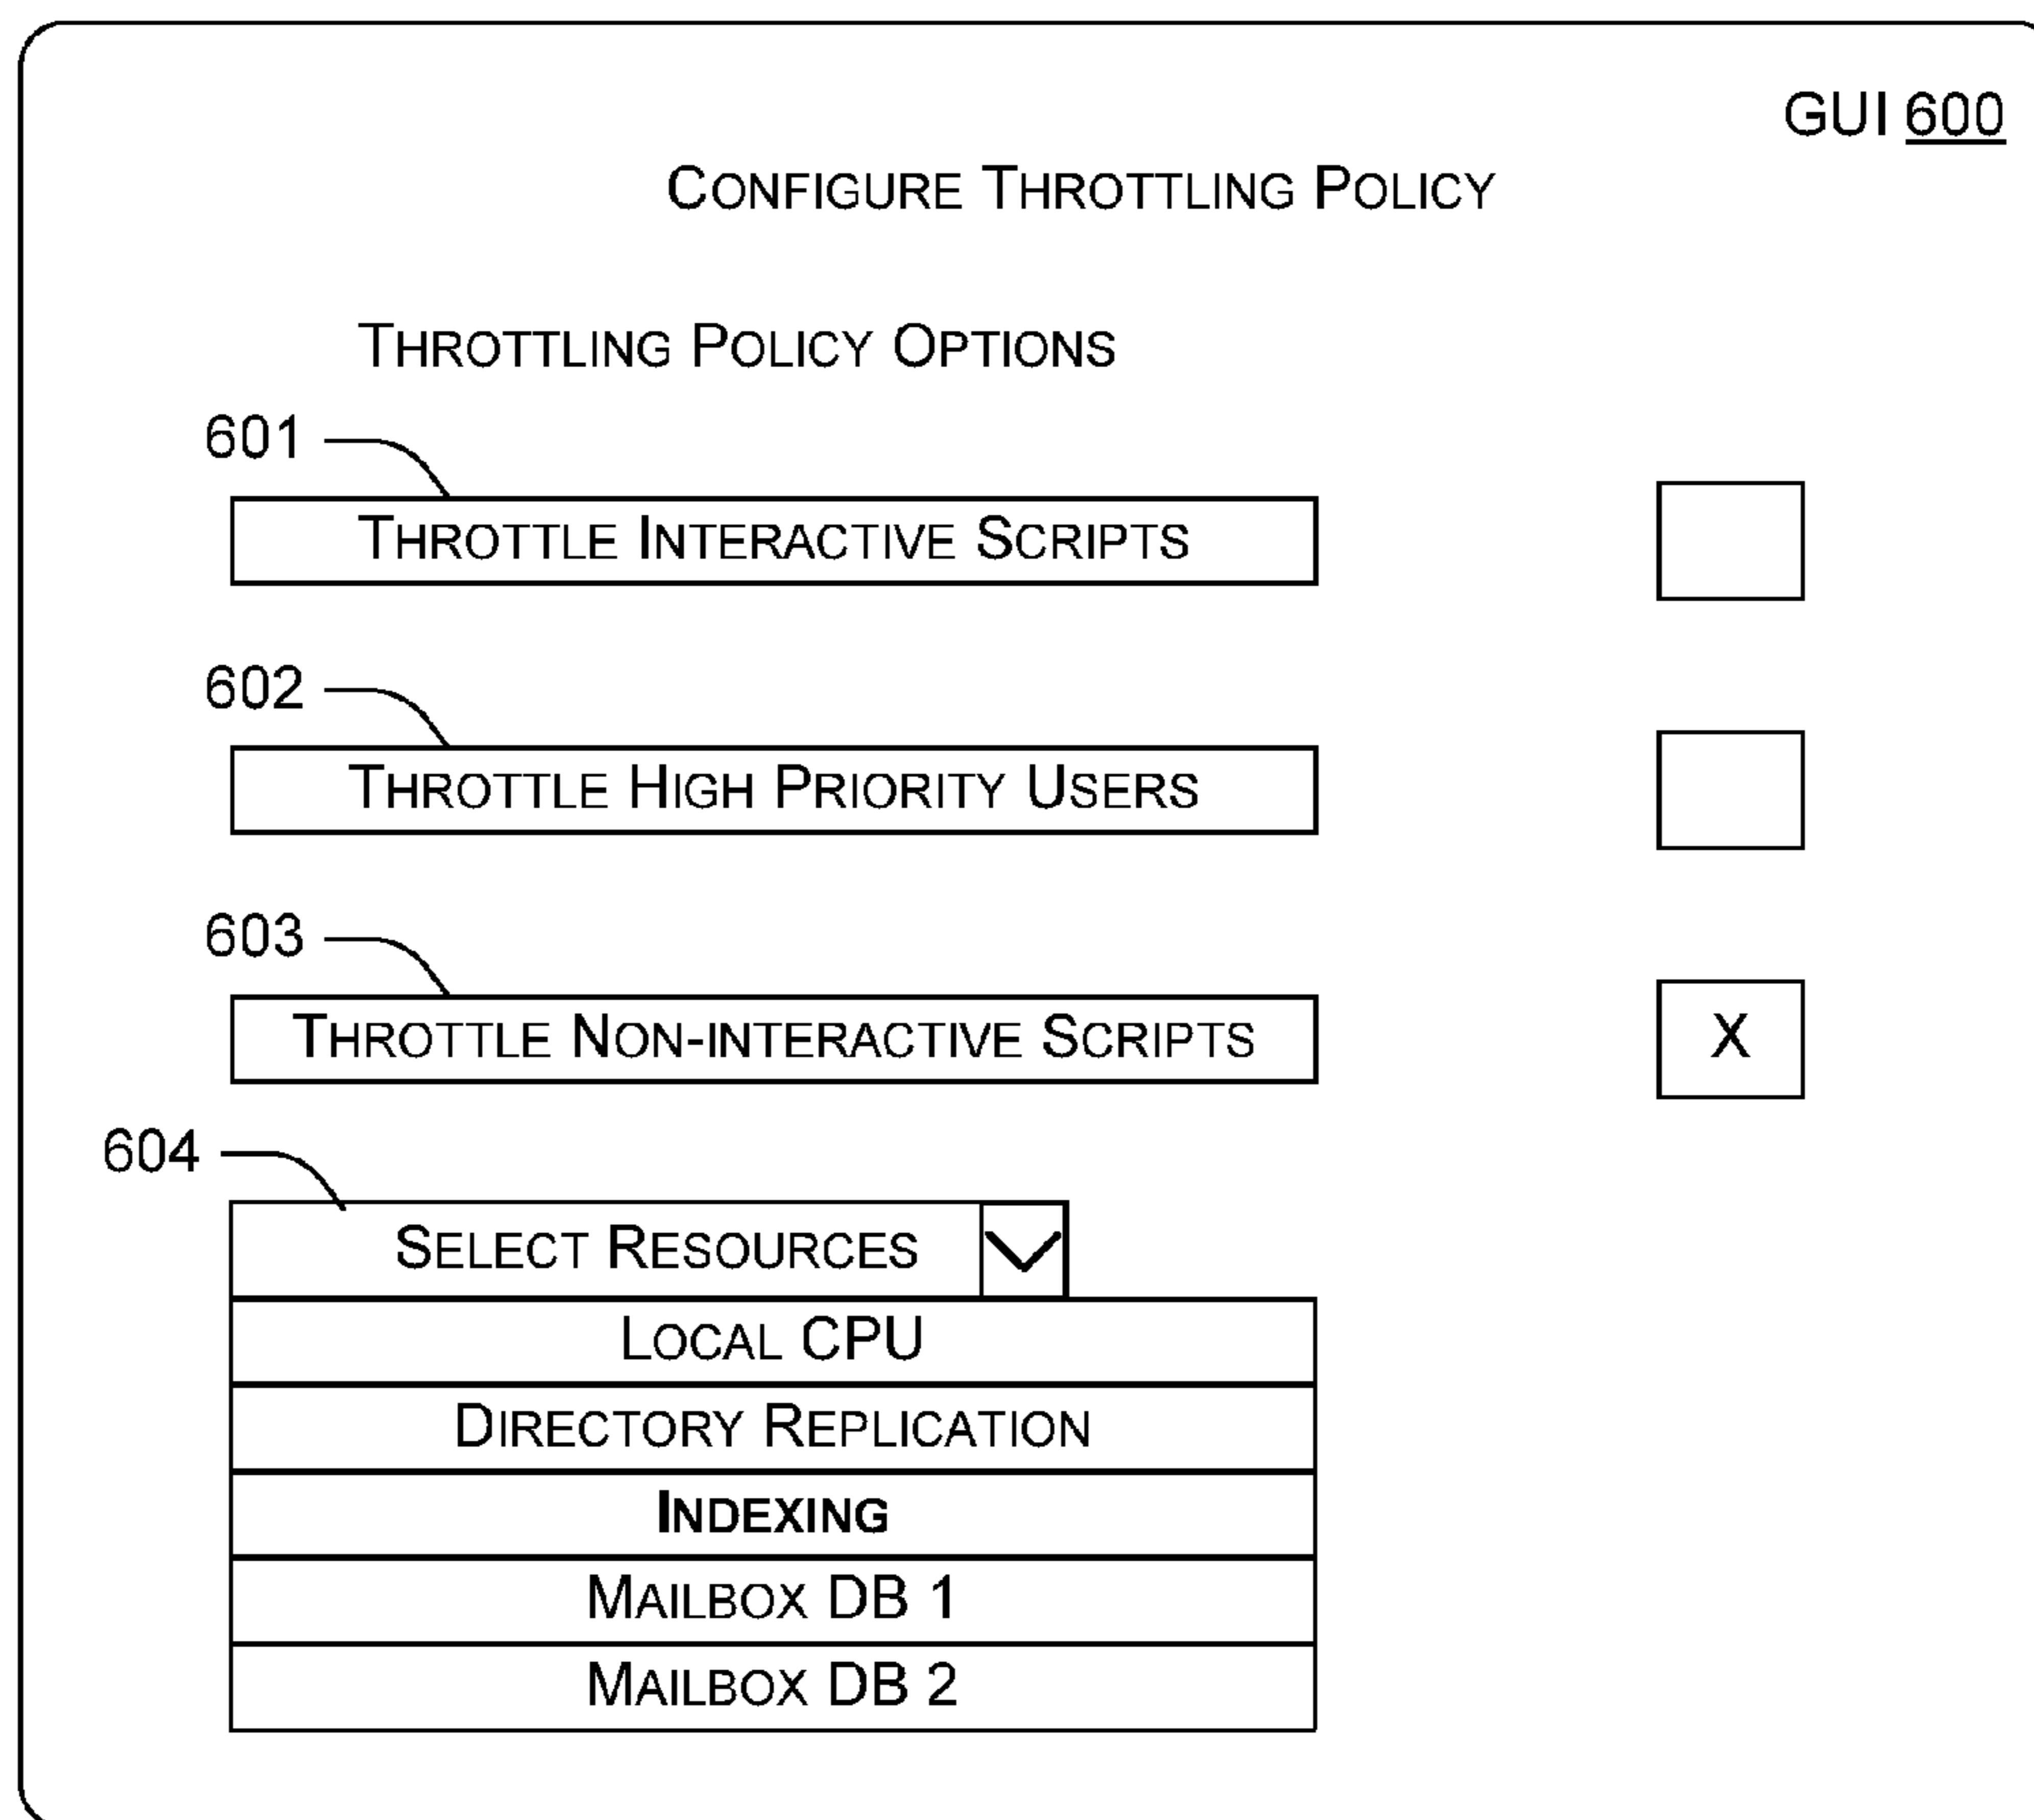 GUI 600
CONFIGURE THROTTLING POLICY
THROTTLING POLICY OPTIONS
601
THROTTLE INTERACTIVE SCRIPTS
602
THROTTLE HIGH PRIORITY USERS
603
THROTTLE NON-INTERACTIVE SCRIPTS
X
604
SELECT RESOURCES
LOCAL CPU
DIRECTORY REPLICATION
INDEXING
MAILBOX DB 1
MAILBOX DB 2